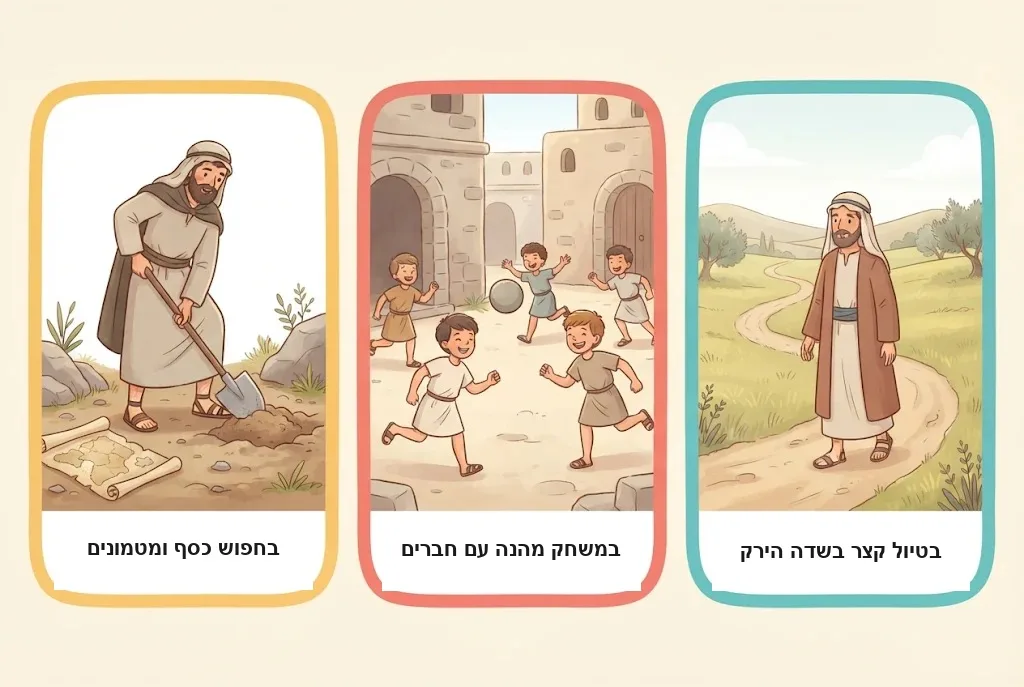 בטיול קצר בשדה הירק
במשחק מהנה עם חברים
בחפוש כסף ומטמונים